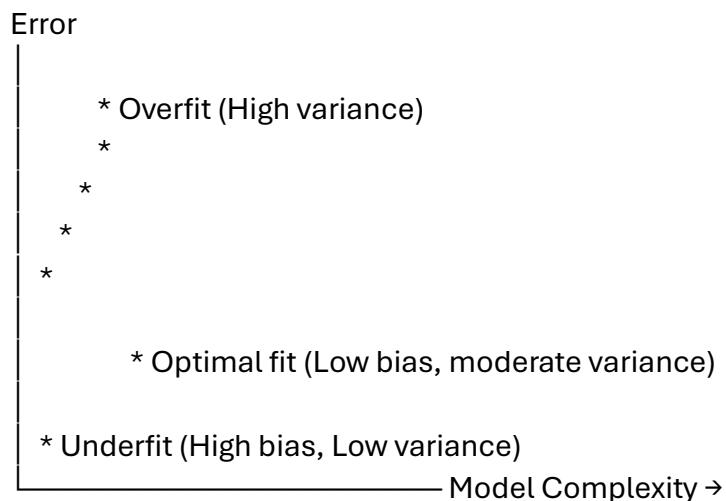 Error
* Overfit (High variance)
*
*
*
*
* Optimal fit (Low bias, moderate variance)
* Underfit (High bias, Low variance)
Model Complexity →